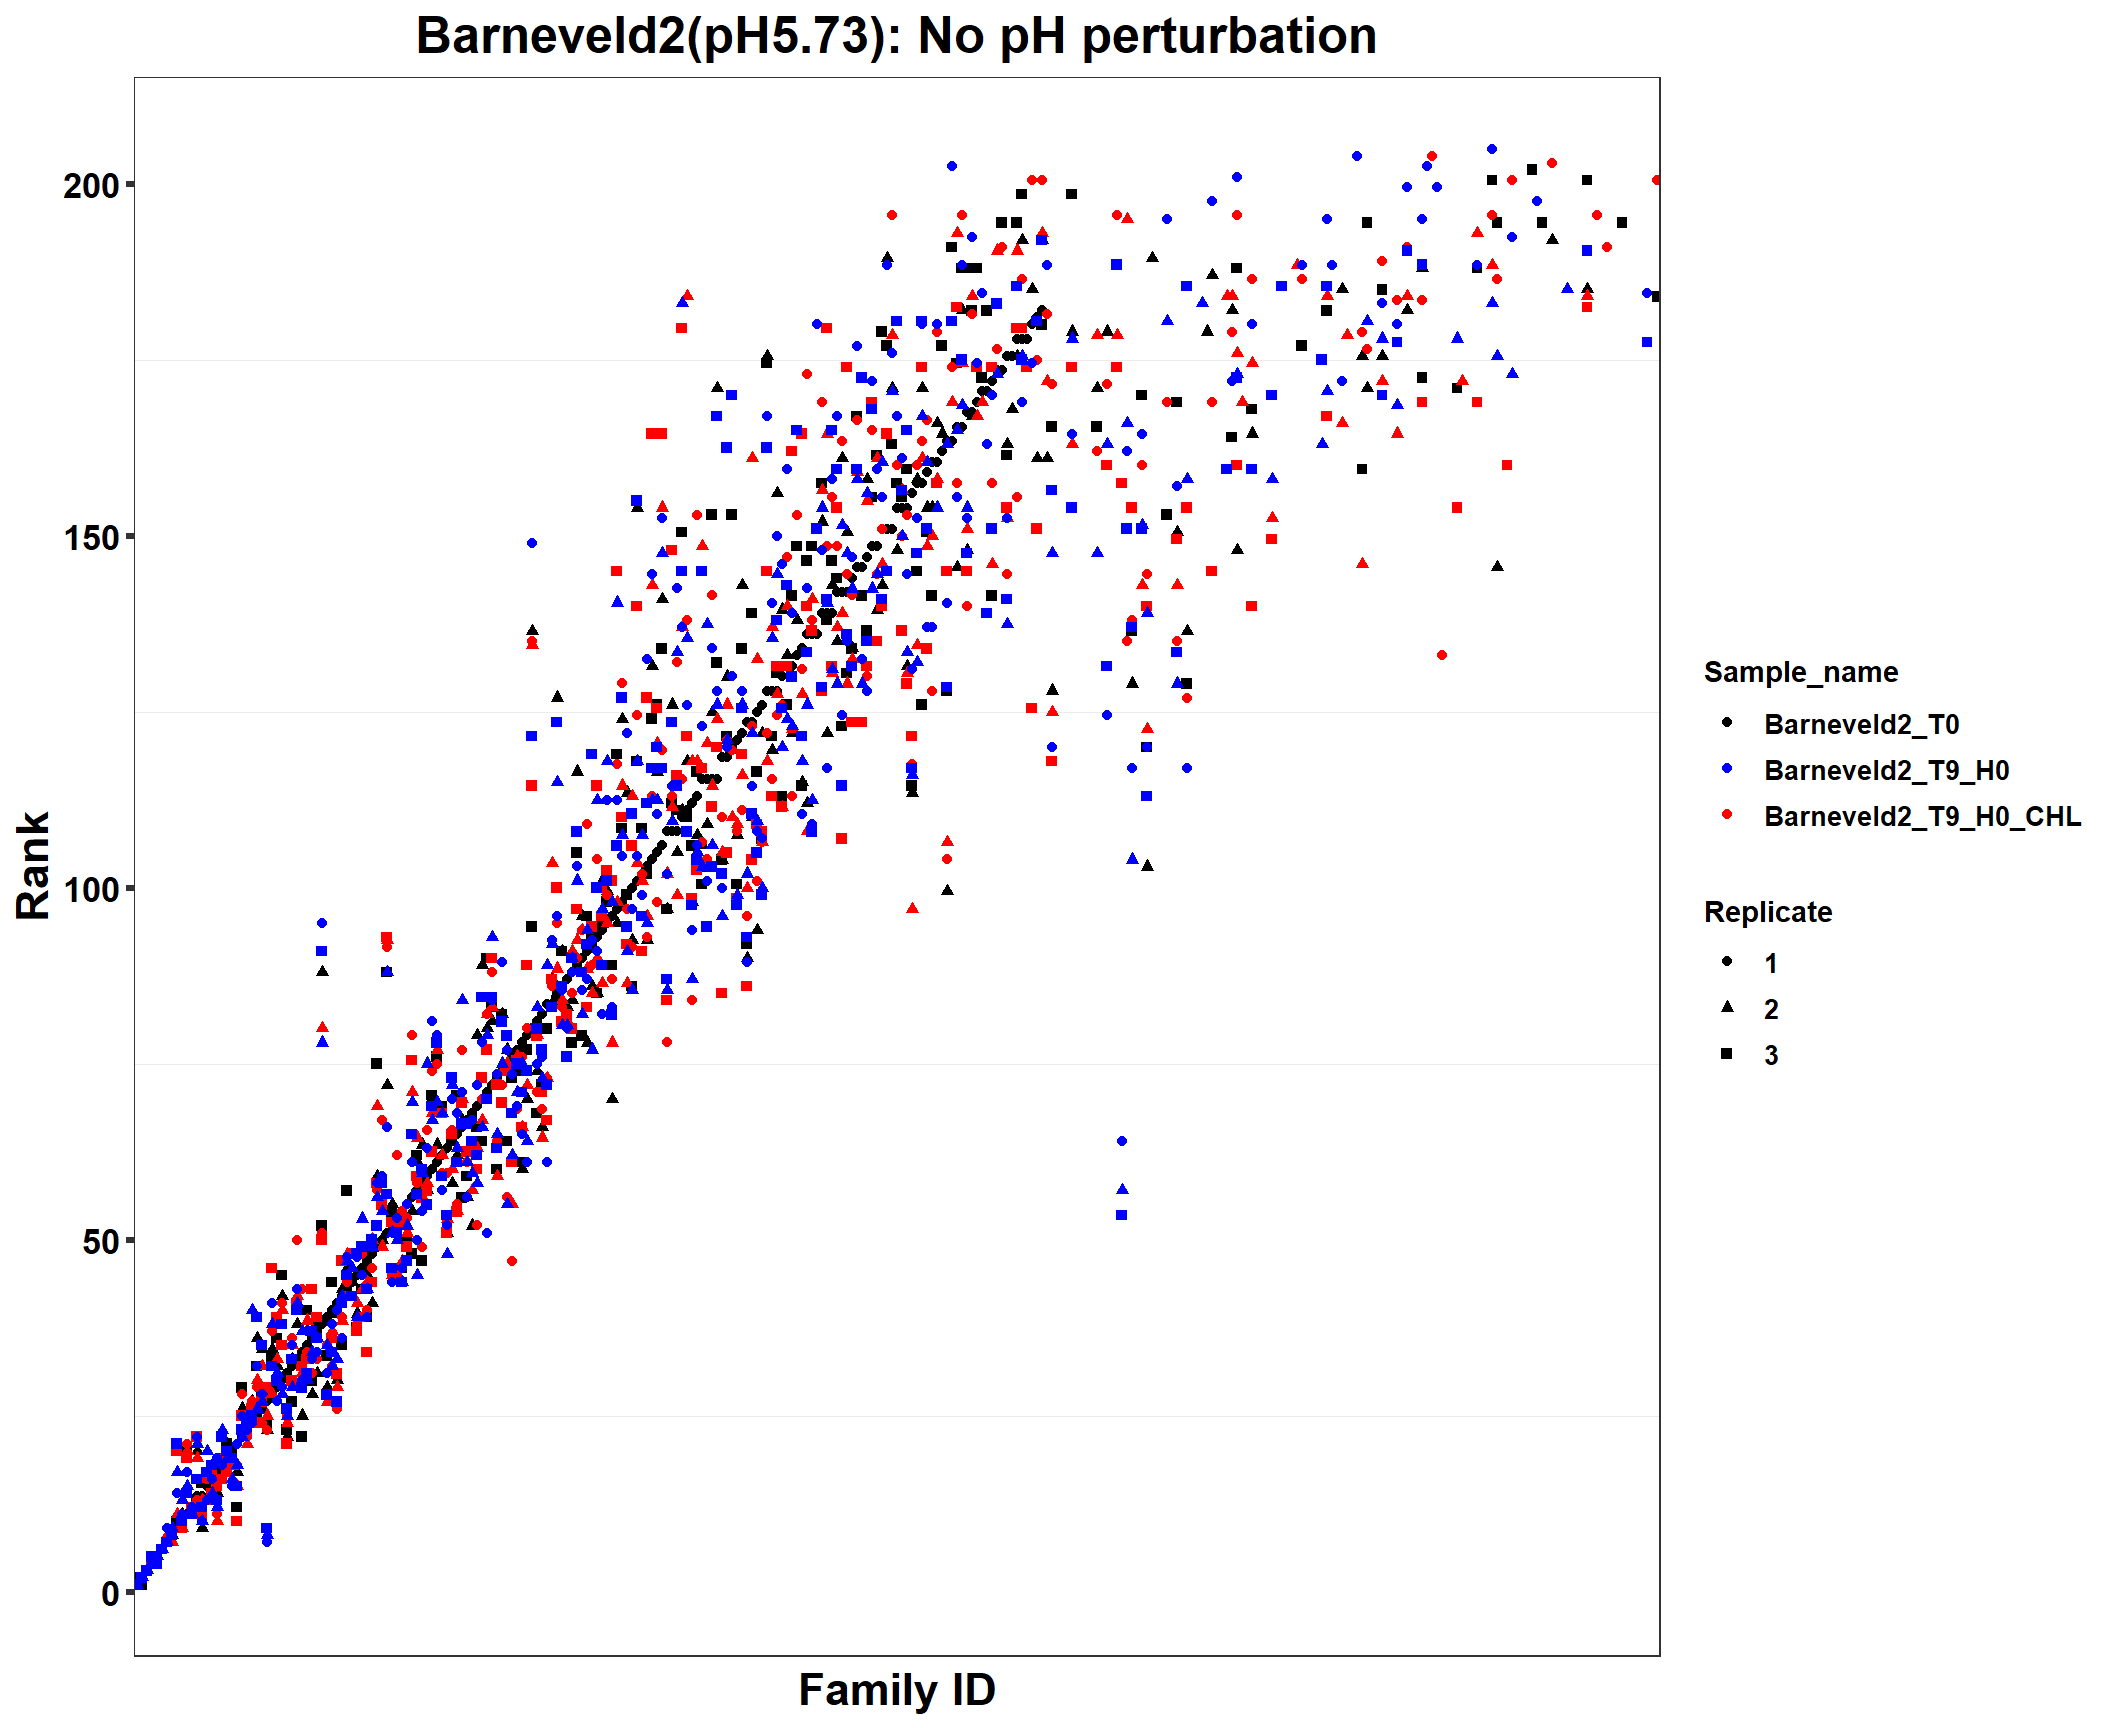 Barneveld2(pH5.73): No pH perturbation
Rank
200
150
100
50
0
Family ID
Sample_name
Barneveld2_T0
Barneveld2_T9_H0
Barneveld2_T9_H0_CHL
Replicate
1
2
3